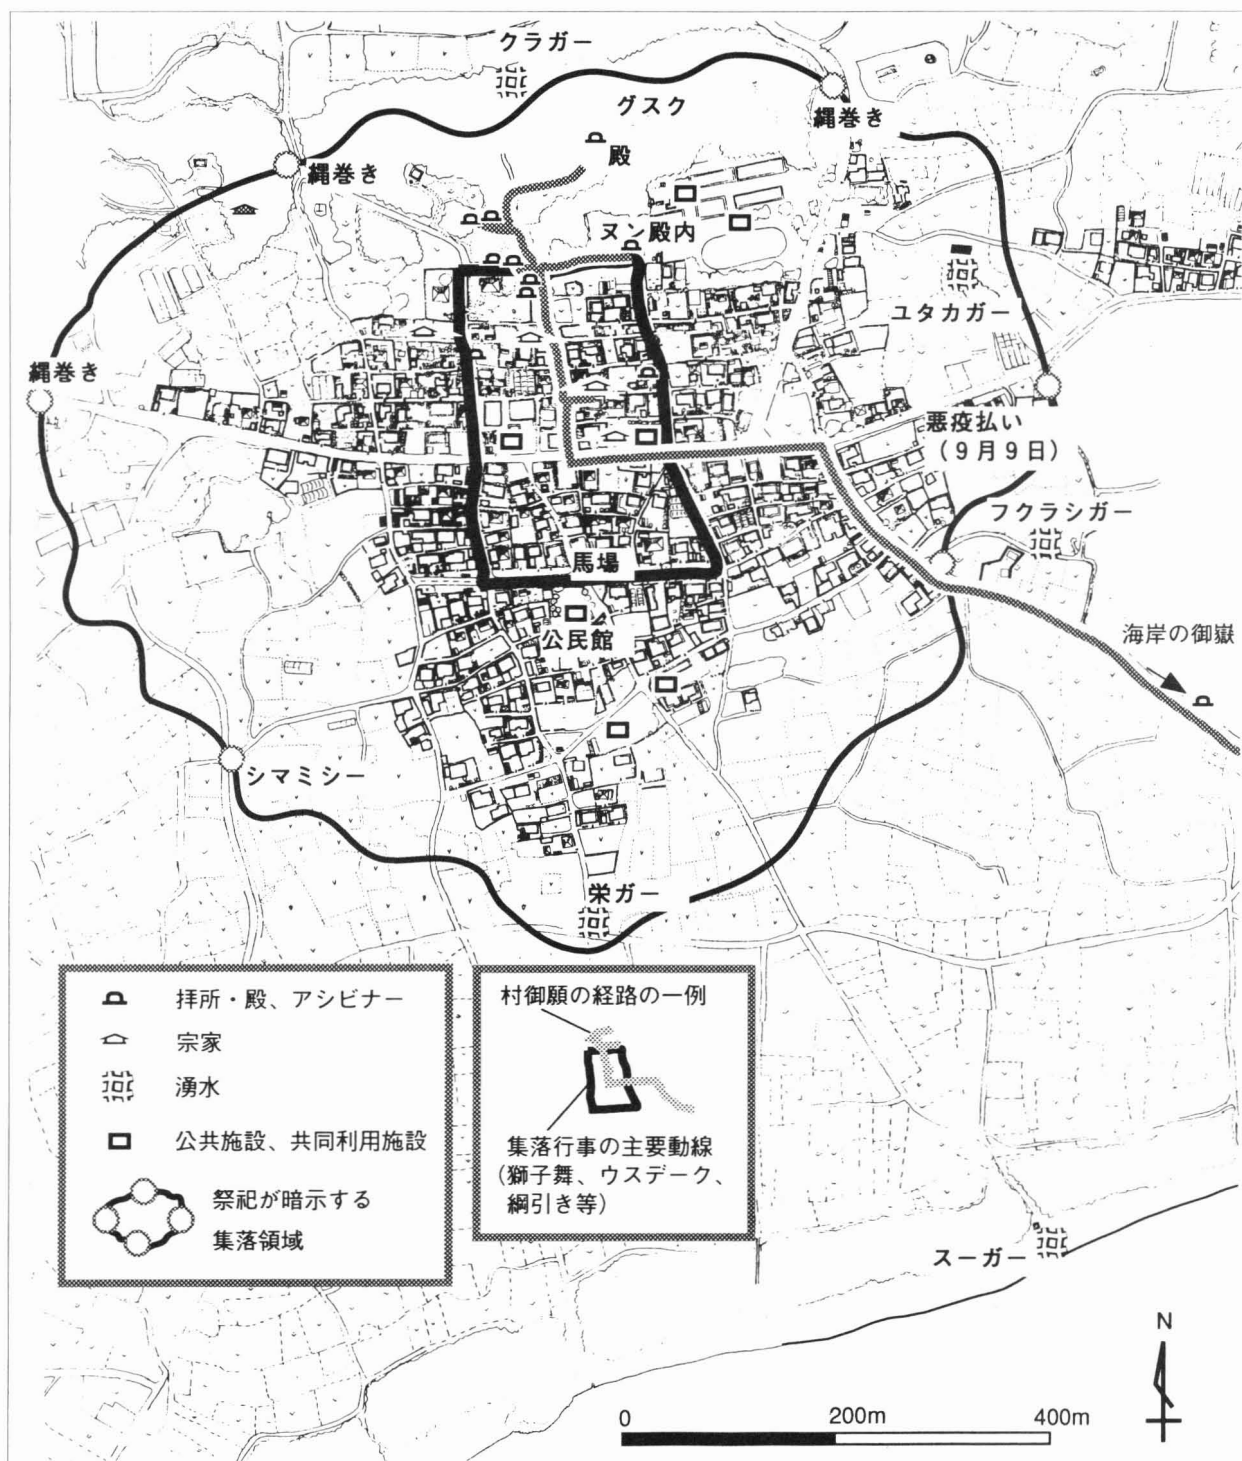 クラガー
グスク
縄巻き
殿
縄巻き
ヌン殿内
ユタカガー
縄巻き
悪疫払い
(9月9日)
フクラシガー
馬場
公民館
海岸の御嶽
シマミシー
栄ガー
拝所・殿、アシビナー
宗家
湧水
公共施設、共同利用施設
祭祀が暗示する
集落領域
村御願の経路の一例
集落行事の主要動線
(獅子舞、ウスデーク、
綱引き等)
スーガー
N
0 200m 400m